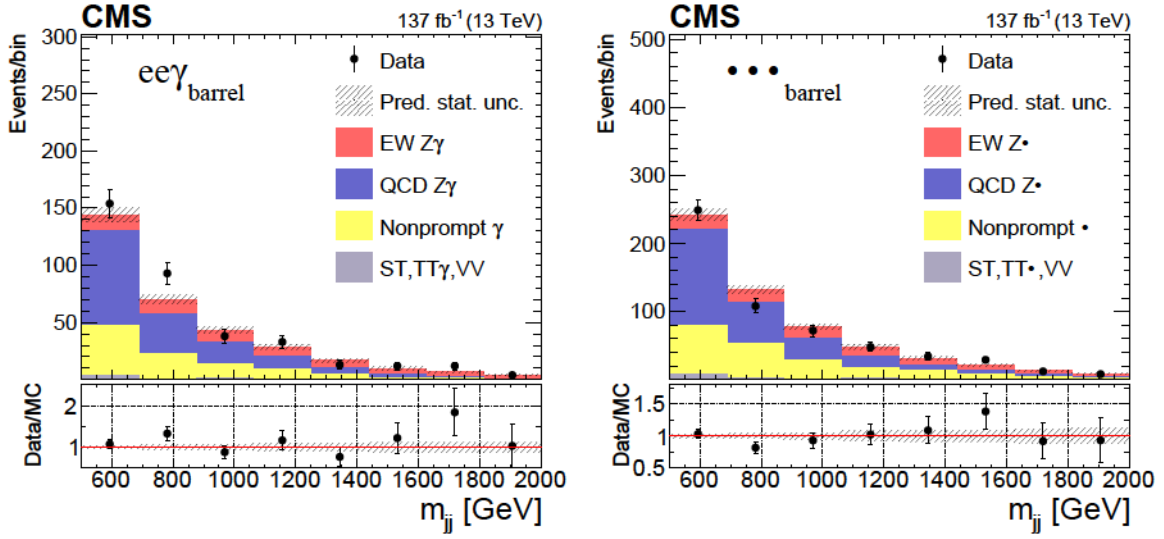 CMS 137 fb⁻¹ (13 TeV)
Events/bin
300
250
200
150
100
50
eeγ barrel
Data
Pred. stat. unc.
EW Zγ
QCD Zγ
Nonprompt γ
ST,TTγ,VV
Data/MC
2
1
600 800 1000 1200 1400 1600 1800 2000
m_jj [GeV]
CMS 137 fb⁻¹ (13 TeV)
Events/bin
500
400
300
200
100
••• barrel
Data
Pred. stat. unc.
EW Z•
QCD Z•
Nonprompt •
ST,TT•,VV
Data/MC
1.5
1
0.5
600 800 1000 1200 1400 1600 1800 2000
m_jj [GeV]